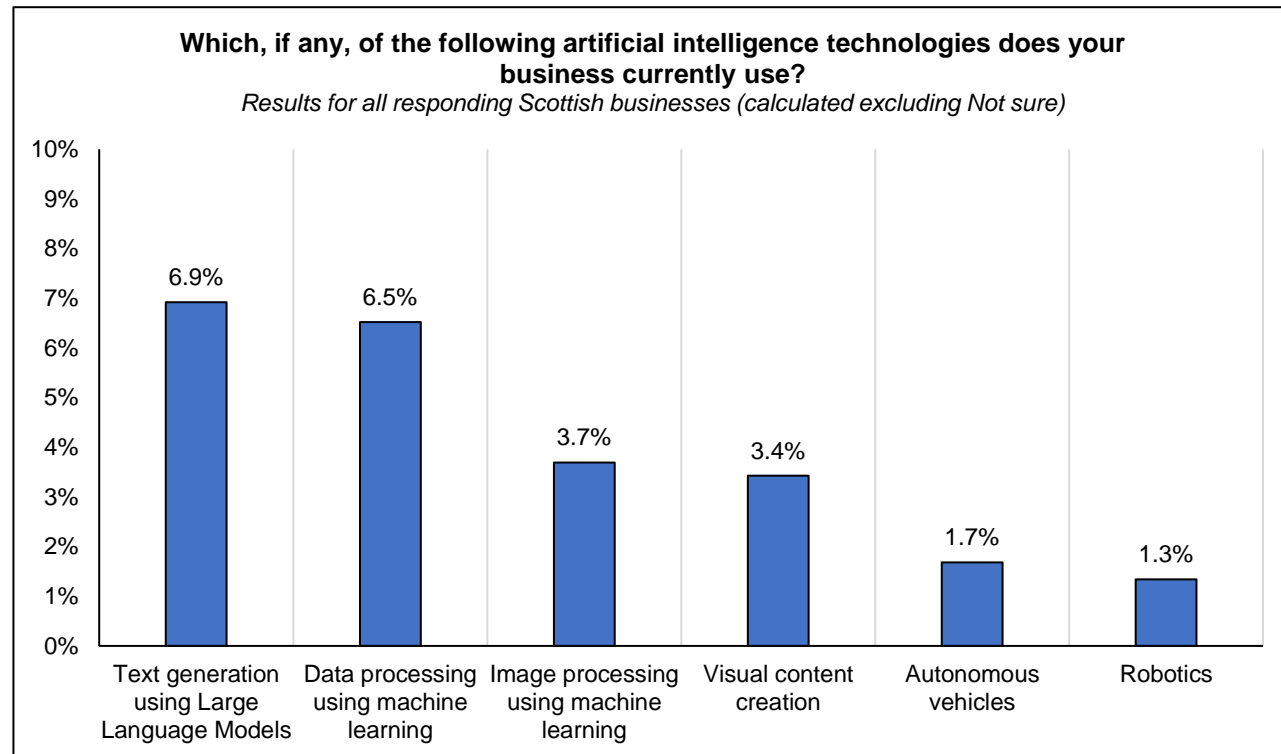 Which, if any, of the following artificial intelligence technologies does your
business currently use?
Results for all responding Scottish businesses (calculated excluding Not sure)
10%
9%
8%
7%
6%
5%
4%
3%
2%
1%
0%
6.9%
6.5%
3.7%
3.4%
1.7%
1.3%
Text generation
using Large
Language Models
Data processing
using machine
learning
Image processing
using machine
learning
Visual content
creation
Autonomous
vehicles
Robotics